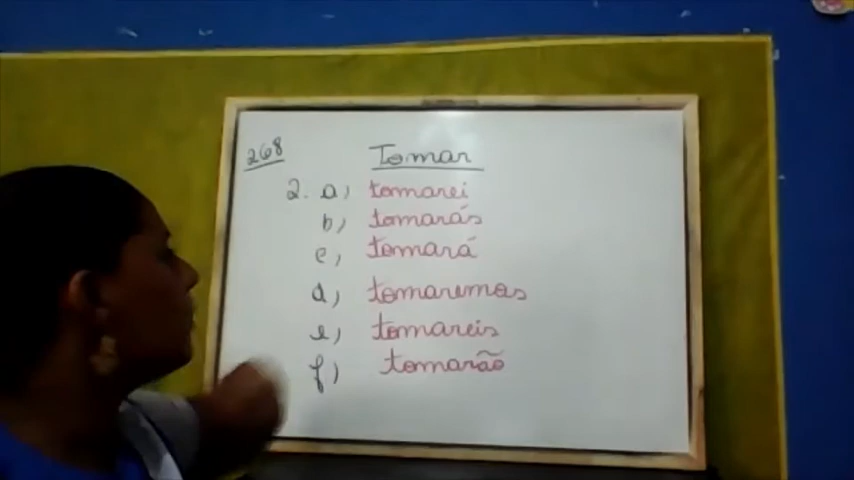 268 Tomar
2. a) tomarei
b) tomarás
c) tomará
d) tomaremos
e) tomareis
f) tomarão